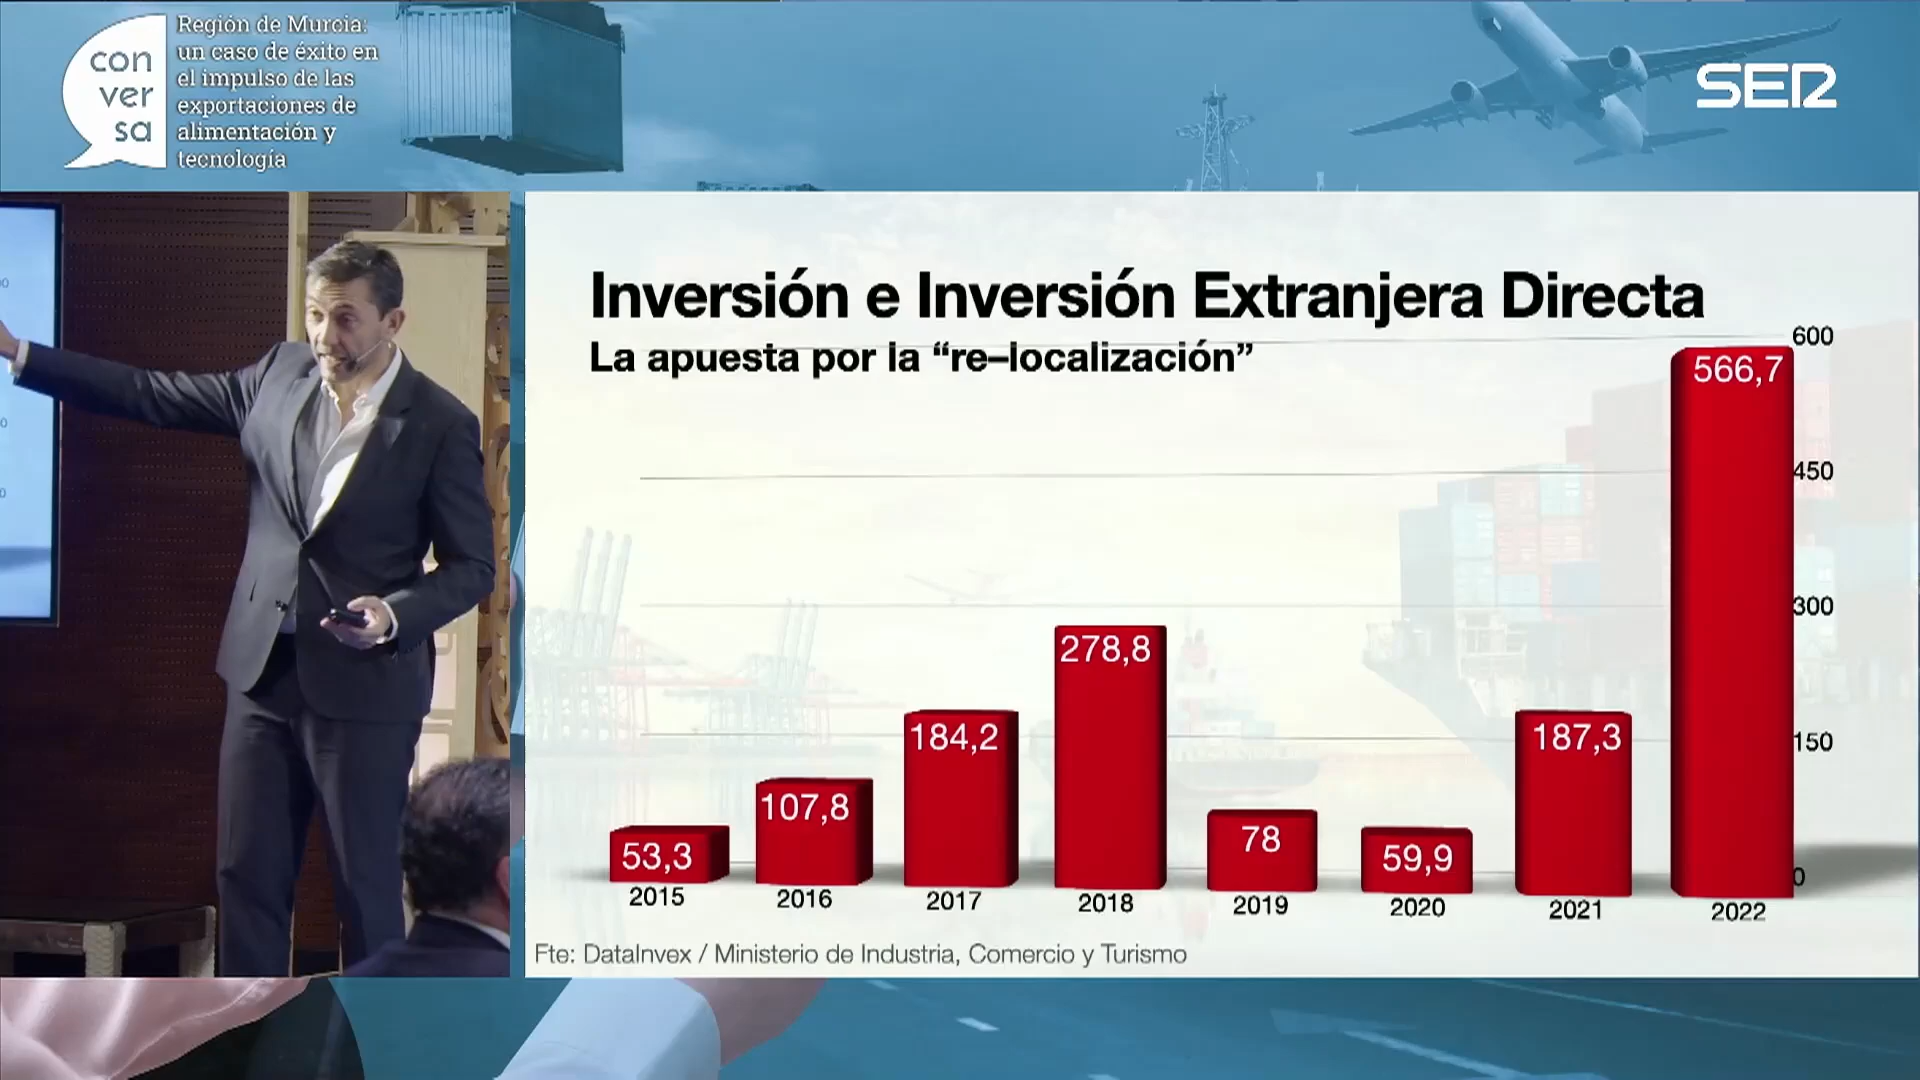 con
ver
sa
Región de Murcia:
un caso de éxito en
el impulso de las
exportaciones de
alimentación y
tecnología
SER
Inversión e Inversión Extranjera Directa
La apuesta por la “re–localización”
600
450
300
150
0
53,3
107,8
184,2
278,8
78
59,9
187,3
566,7
2015
2016
2017
2018
2019
2020
2021
2022
Fte: DataInvex / Ministerio de Industria, Comercio y Turismo